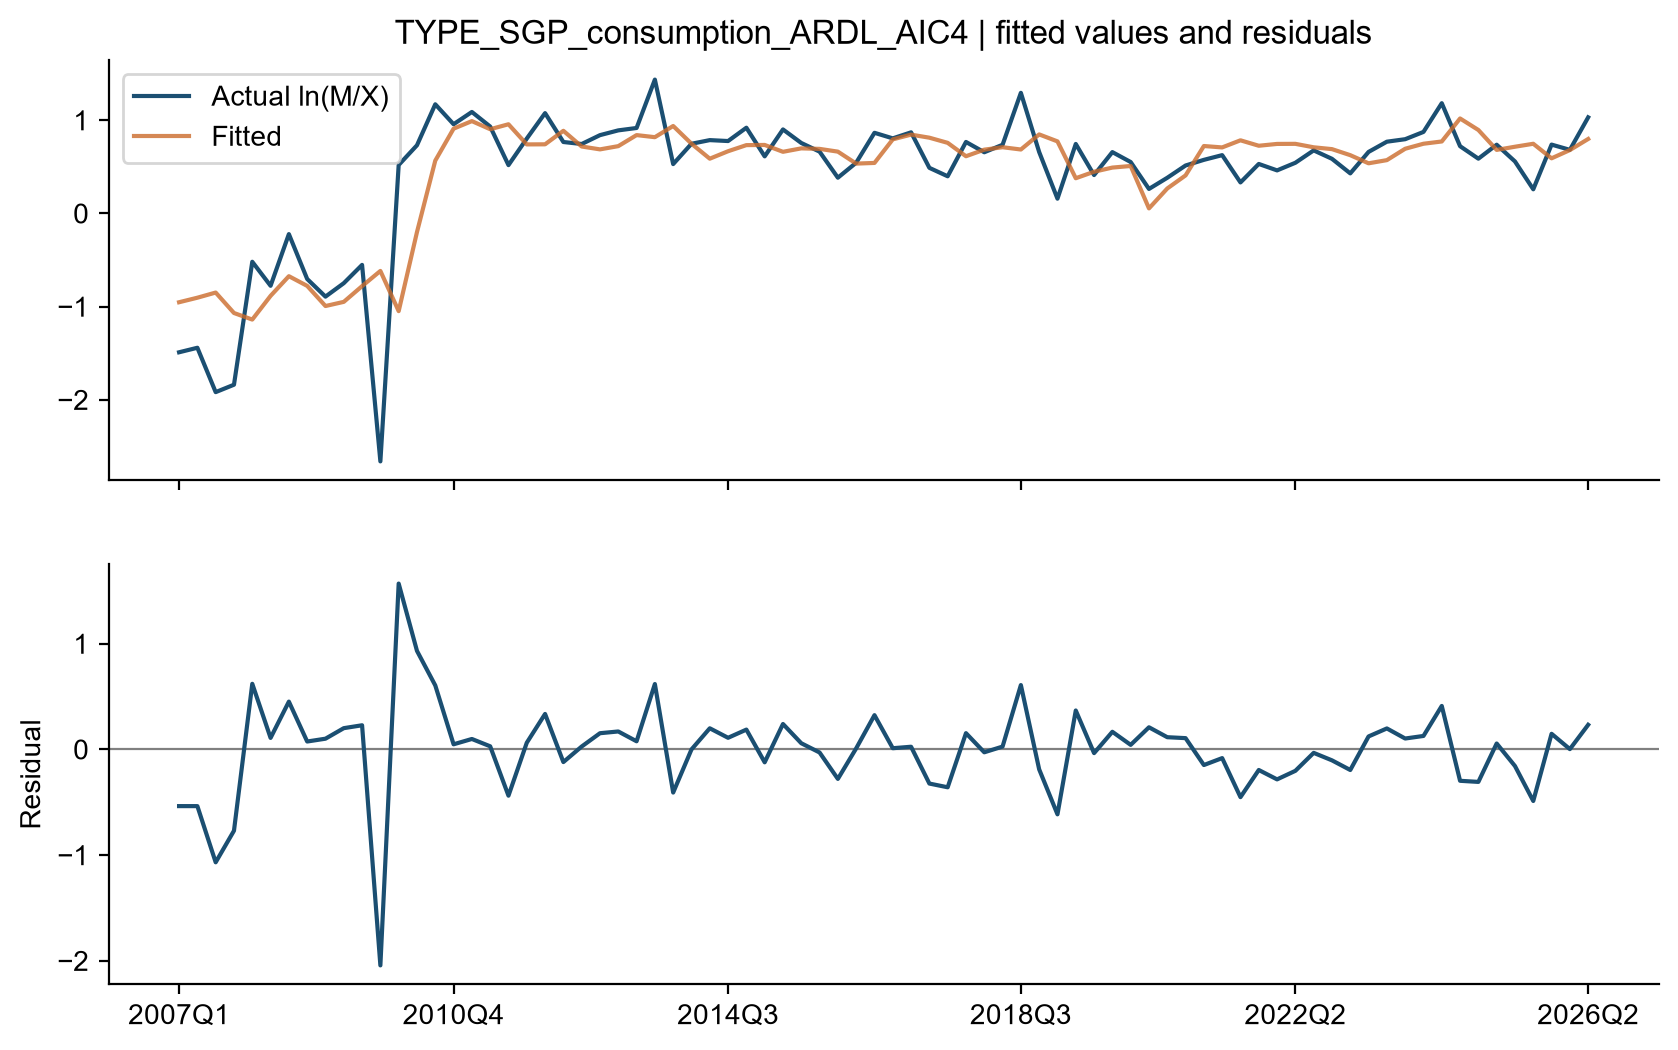 TYPE_SGP_consumption_ARDL_AIC4 | fitted values and residuals
Actual ln(M/X)
Fitted
1
0
−1
−2
Residual
1
0
−1
−2
2007Q1 2010Q4 2014Q3 2018Q3 2022Q2 2026Q2